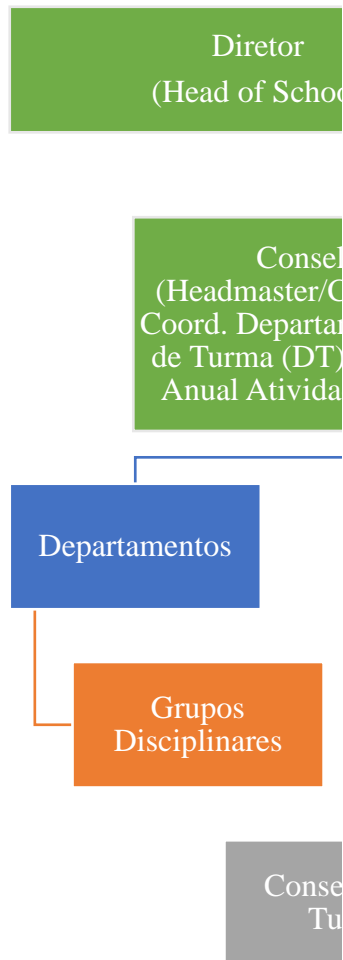 Diretor
(Head of Schoo
Consel
(Headmaster/C
Coord. Departar
de Turma (DT)
Anual Ativida
Departamentos
Grupos
Disciplinares
Conse
Tu